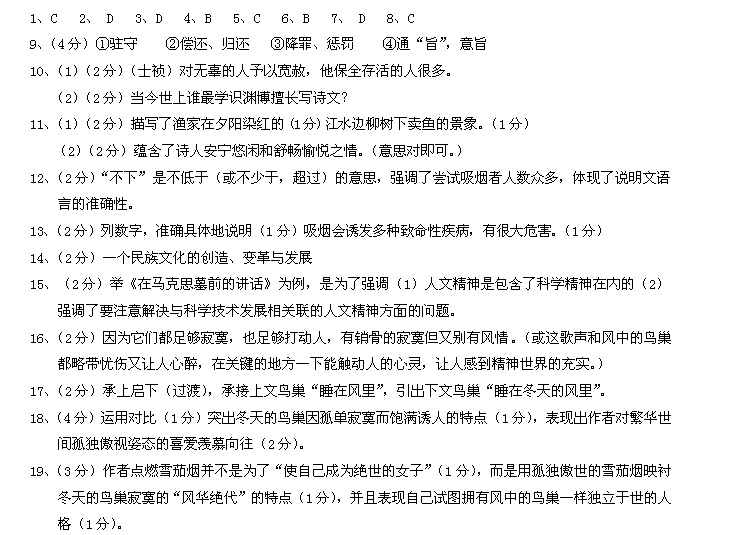 1、C 2、 D 3、D 4、B 5、C 6、B 7、 D 8、C
9、(4分)①驻守 ②偿还、归还 ③降罪、惩罚 ④通“旨”,意旨
10、(1)(2分)(士祯)对无辜的人予以宽赦,他保全存活的人很多。
(2)(2分)当今世上谁最学识渊博擅长写诗文?
11、(1)(2分)描写了渔家在夕阳染红的(1分)江水边柳树下卖鱼的景象。(1分)
(2)(2分)蕴含了诗人安宁悠闲和舒畅愉悦之情。(意思对即可。)
12、(2分)“不下”是不低于(或不少于,超过)的意思,强调了尝试吸烟者人数众多,体现了说明文语
言的准确性。
13、(2分)列数字,准确具体地说明(1分)吸烟会诱发多种致命性疾病,有很大危害。(1分)
14、(2分)一个民族文化的创造、变革与发展
15、(2分)举《在马克思墓前的讲话》为例,是为了强调(1)人文精神是包含了科学精神在内的(2)
强调了要注意解决与科学技术发展相关联的人文精神方面的问题。
16、(2分)因为它们都足够寂寞,也足够打动人,有销骨的寂寞但又别有风情。(或这歌声和风中的鸟巢
都略带忧伤又让人心醉,在关键的地方一下能触动人的心灵,让人感到精神世界的充实。)
17、(2分)承上启下(过渡),承接上文鸟巢“睡在风里”,引出下文鸟巢“睡在冬天的风里”。
18、(4分)运用对比(1分)突出冬天的鸟巢因孤单寂寞而饱满诱人的特点(1分),表现出作者对繁华世
间孤独傲视姿态的喜爱羡慕向往(2分)。
19、(3分)作者点燃雪茄烟并不是为了“使自己成为绝世的女子”(1分),而是用孤独傲世的雪茄烟映衬
冬天的鸟巢寂寞的“风华绝代”的特点(1分),并且表现自己试图拥有风中的鸟巢一样独立于世的人
格(1分)。